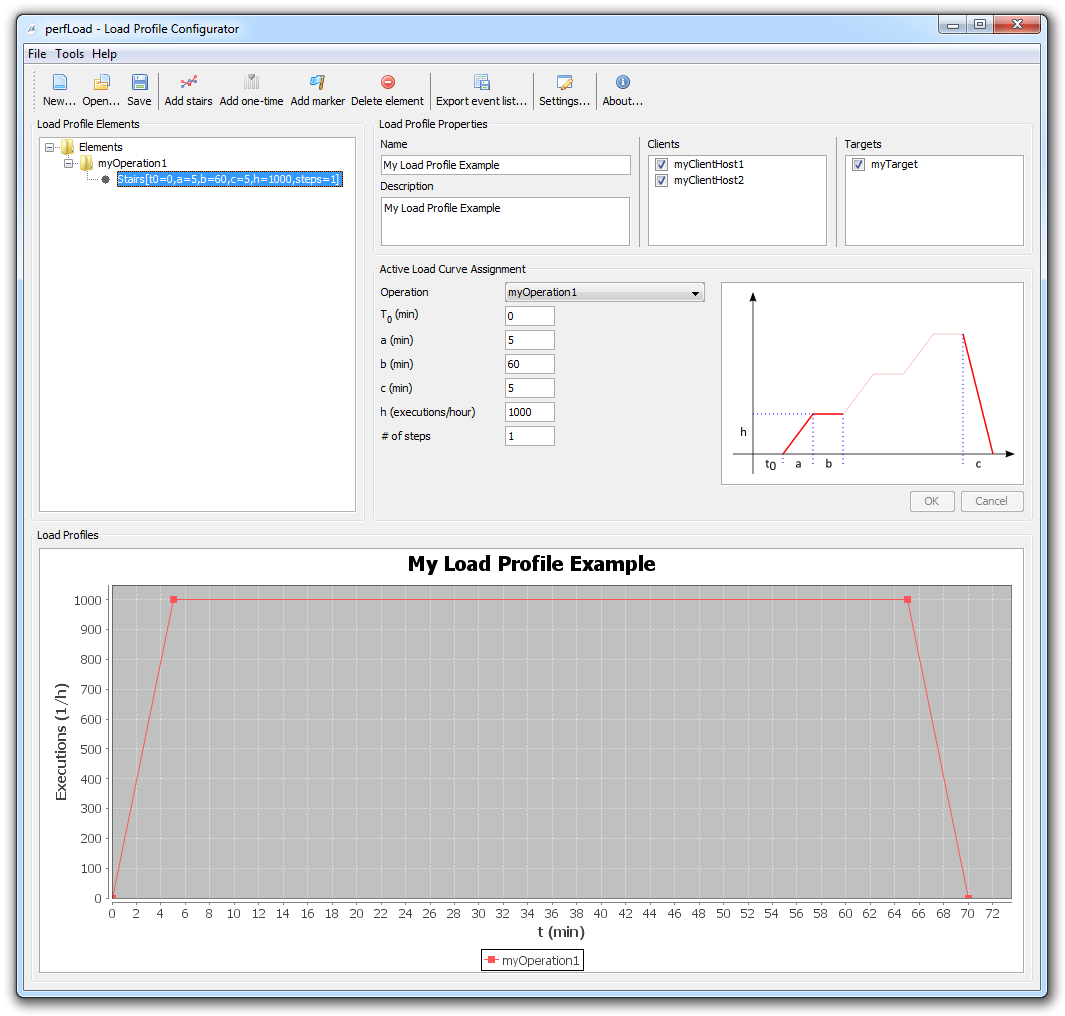 perfLoad - Load Profile Configurator
File Tools Help
New... Open... Save Add stairs Add one-time Add marker Delete element Export event list... Settings... About...
Load Profile Elements
Elements
myOperation1
Stairs[t0=0,a=5,b=60,c=5,h=1000,steps=1]
Load Profile Properties
Name
My Load Profile Example
Description
My Load Profile Example
Clients
myClientHost1
myClientHost2
Targets
myTarget
Active Load Curve Assignment
Operation myOperation1
T0 (min) 0
a (min) 5
b (min) 60
c (min) 5
h (executions/hour) 1000
# of steps 1
h
t0 a b c
OK Cancel
Load Profiles
My Load Profile Example
Executions (1/h)
1000
900
800
700
600
500
400
300
200
100
0
0 2 4 6 8 10 12 14 16 18 20 22 24 26 28 30 32 34 36 38 40 42 44 46 48 50 52 54 56 58 60 62 64 66 68 70 72
t (min)
myOperation1